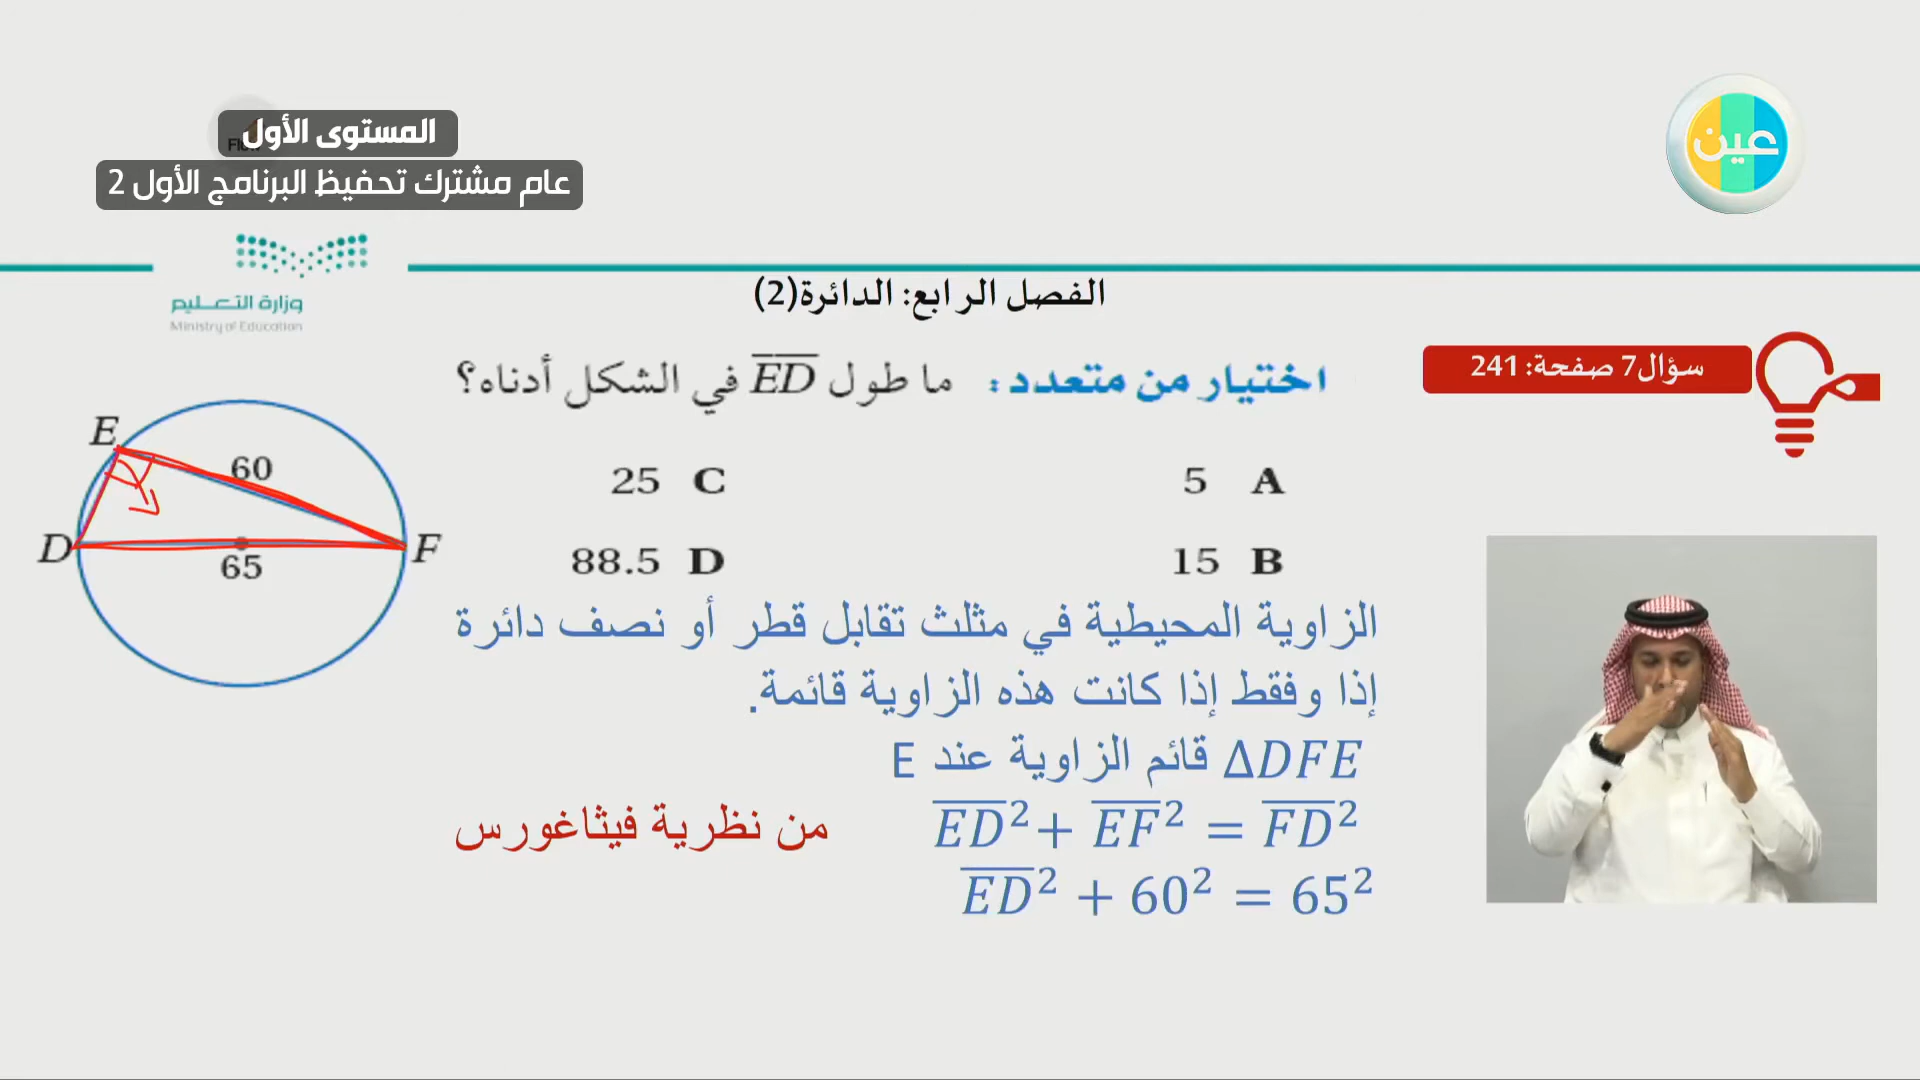 المستوى الأول
عام مشترك تحفيظ البرنامج الأول 2
عين
وزارة التعليم
Ministry of Education
الفصل الرابع: الدائرة(2)
سؤال7 صفحة: 241
اختيار من متعدد: ما طول ED في الشكل أدناه؟
A 5
C 25
B 15
D 88.5
E
60
D
F
65
الزاوية المحيطية في مثلث تقابل قطر أو نصف دائرة
إذا وفقط إذا كانت هذه الزاوية قائمة.
ΔDFE قائم الزاوية عند E
ED² + EF² = FD² من نظرية فيثاغورس
ED² + 60² = 65²